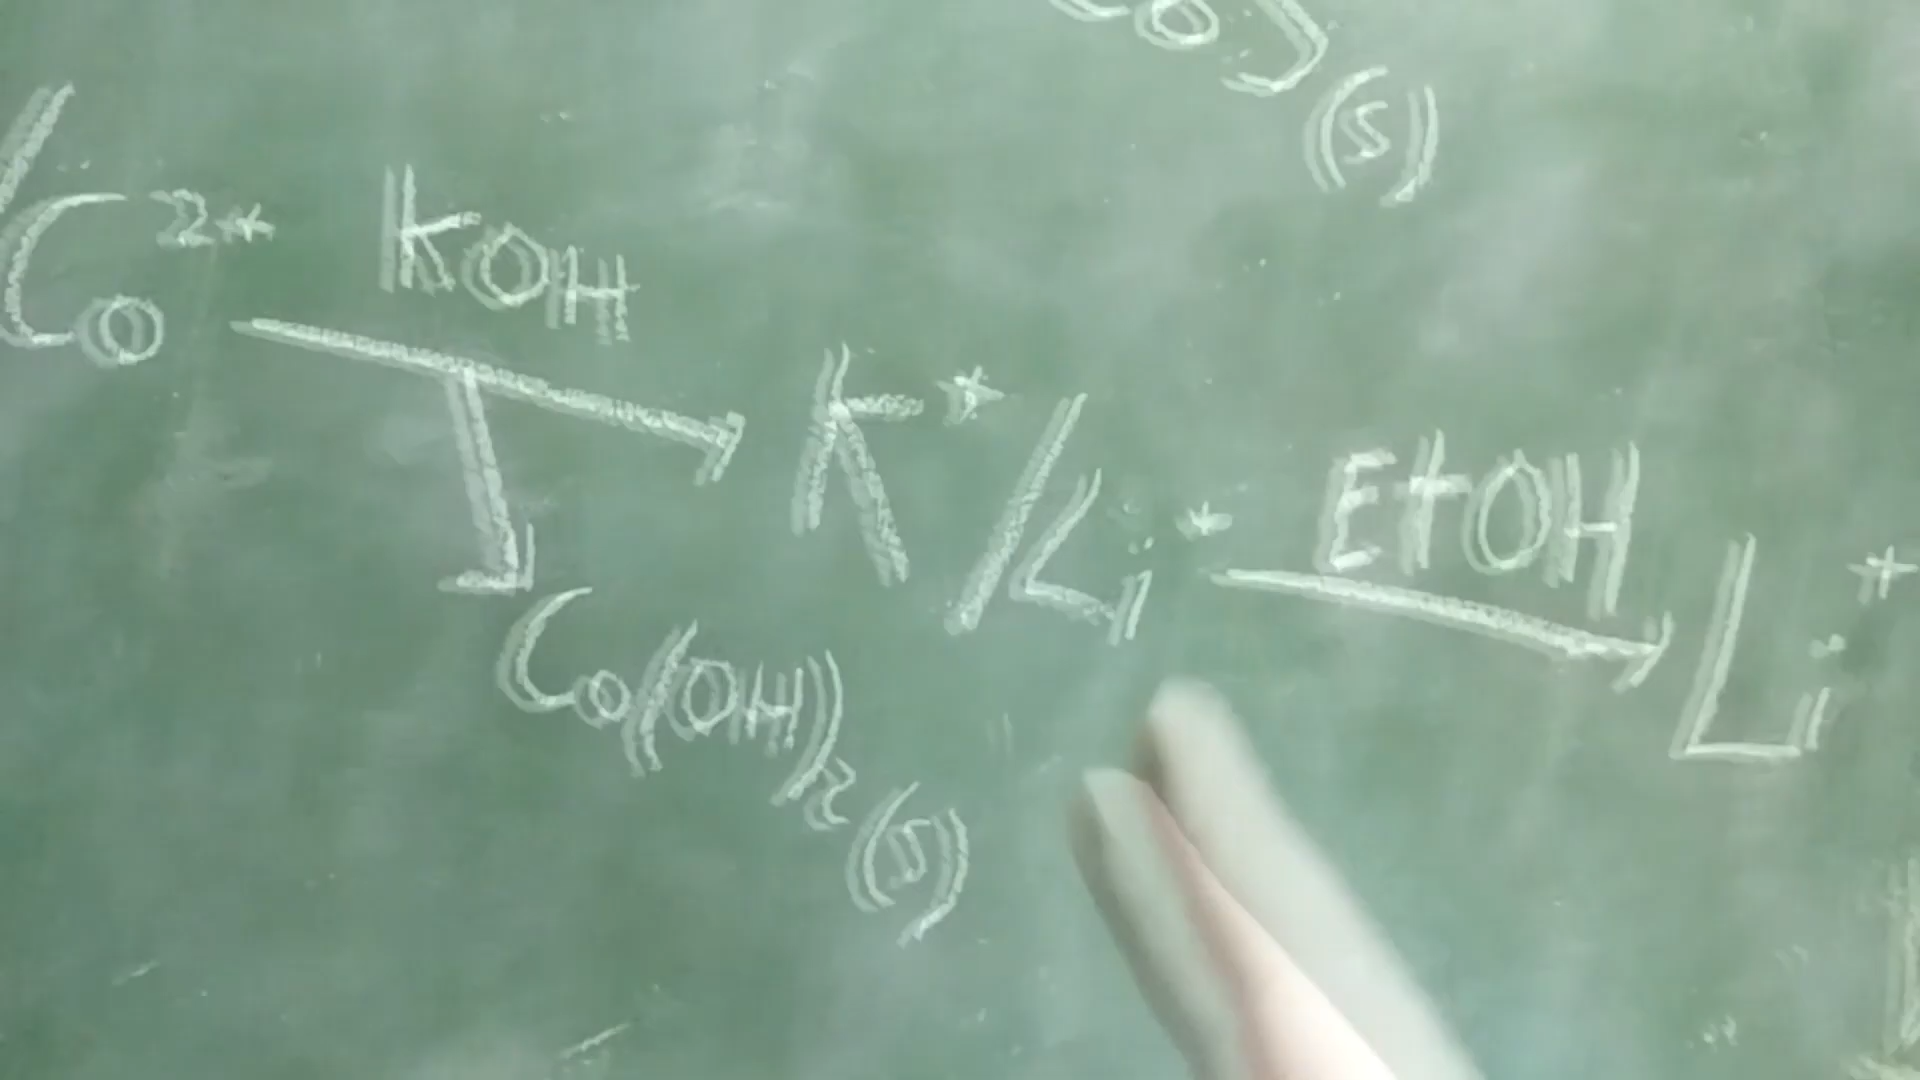 (s)
/Co2+ KOH
K+/Li+ EtOH Li+
Co(OH)2(s)